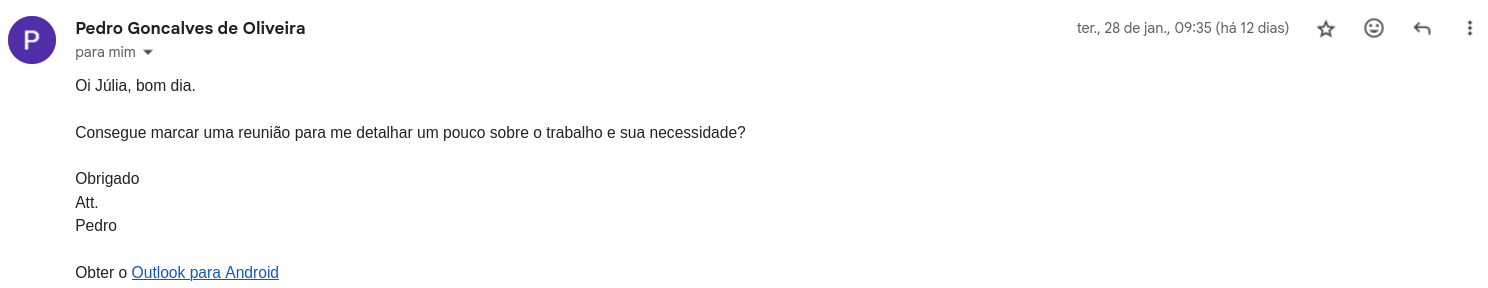 P
Pedro Goncalves de Oliveira
ter., 28 de jan., 09:35 (há 12 dias)
para mim
Oi Júlia, bom dia.
Consegue marcar uma reunião para me detalhar um pouco sobre o trabalho e sua necessidade?
Obrigado
Att.
Pedro
Obter o Outlook para Android